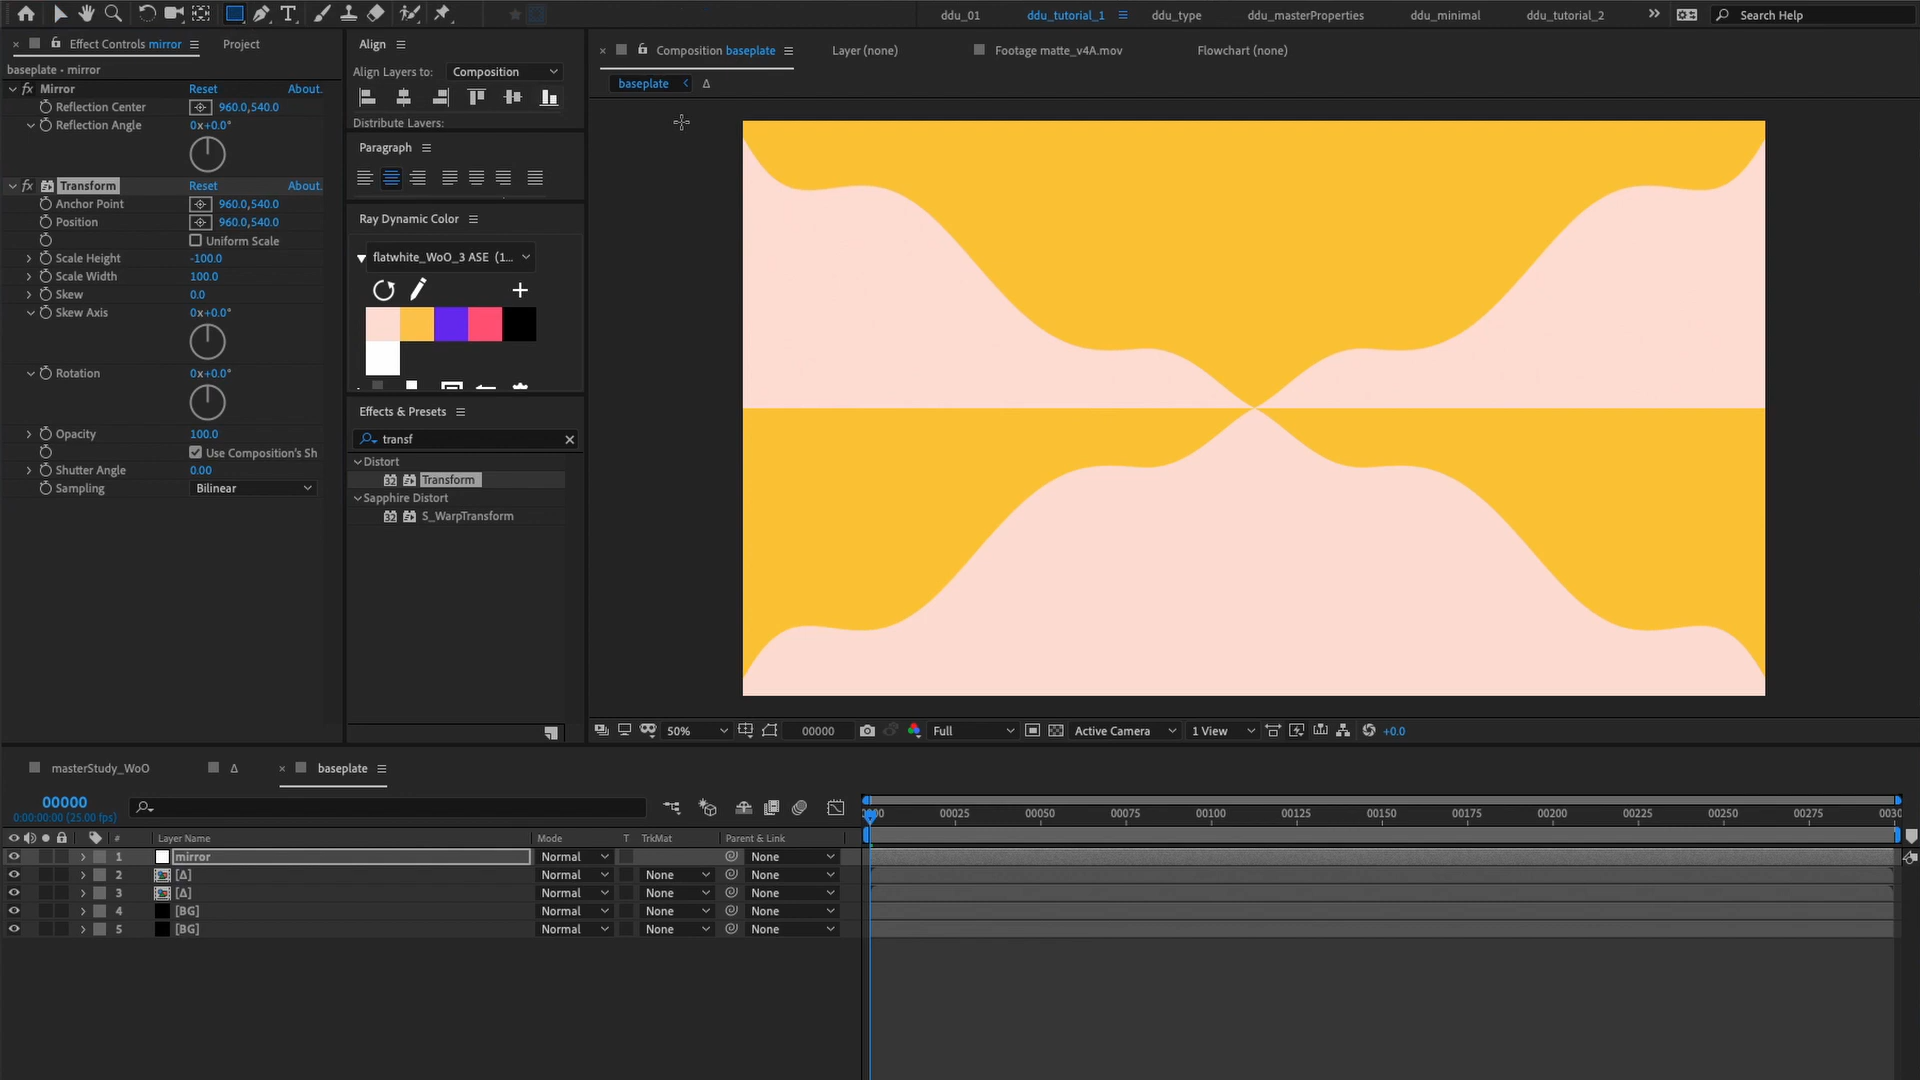 ddu_01 ddu_tutorial_1 ddu_type ddu_masterProperties ddu_minimal ddu_tutorial_2 Search Help
Effect Controls mirror Project
baseplate - mirror
Mirror Reset About.
Reflection Center 960.0,540.0
Reflection Angle 0x+0.0°
Transform Reset About.
Anchor Point 960.0,540.0
Position 960.0,540.0
Uniform Scale
Scale Height -100.0
Scale Width 100.0
Skew 0.0
Skew Axis 0x+0.0°
Rotation 0x+0.0°
Opacity 100.0
Use Composition's Sh
Shutter Angle 0.00
Sampling Bilinear
Align
Align Layers to: Composition
Distribute Layers:
Paragraph
Ray Dynamic Color
flatwhite_WoO_3 ASE (1...
Effects & Presets
transf
Distort
32 Transform
Sapphire Distort
32 S_WarpTransform
Composition baseplate Layer (none) Footage matte_v4A.mov Flowchart (none)
baseplate Δ
50% 00000 Full Active Camera 1 View +0.0
masterStudy_WoO Δ baseplate
00000
0:00:00:00 (25.00 fps)
00025 00050 00075 00100 00125 00150 00175 00200 00225 00250 00275
# Layer Name Mode T TrkMat Parent & Link
1 mirror Normal None
2 [Δ] Normal None None
3 [Δ] Normal None None
4 [BG] Normal None None
5 [BG] Normal None None